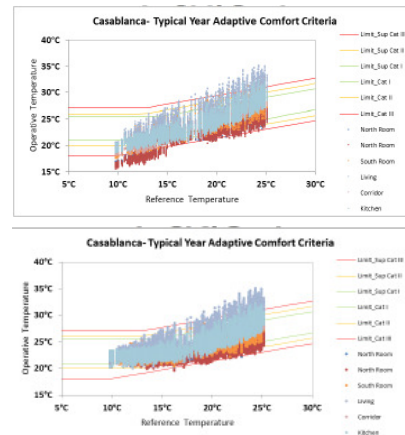 Casablanca- Typical Year Adaptive Comfort Criteria
40°C
35°C
30°C
25°C
20°C
15°C
Operative Temperature
5°C 10°C 15°C 20°C 25°C 30°C
Reference Temperature
Limit_Sup Cat III
Limit_Sup Cat II
Limit_Sup Cat I
Limit_Cat I
Limit_Cat II
Limit_Cat III
North Room
North Room
South Room
Living
Corridor
Kitchen
Casablanca- Typical Year Adaptive Comfort Criteria
40°C
35°C
30°C
25°C
20°C
15°C
Operative Temperature
5°C 10°C 15°C 20°C 25°C 30°C
Reference Temperature
Limit_Sup Cat III
Limit_Sup Cat II
Limit_Sup Cat I
Limit_Cat I
Limit_Cat II
Limit_Cat III
North Room
North Room
South Room
Living
Corridor
Kitchen